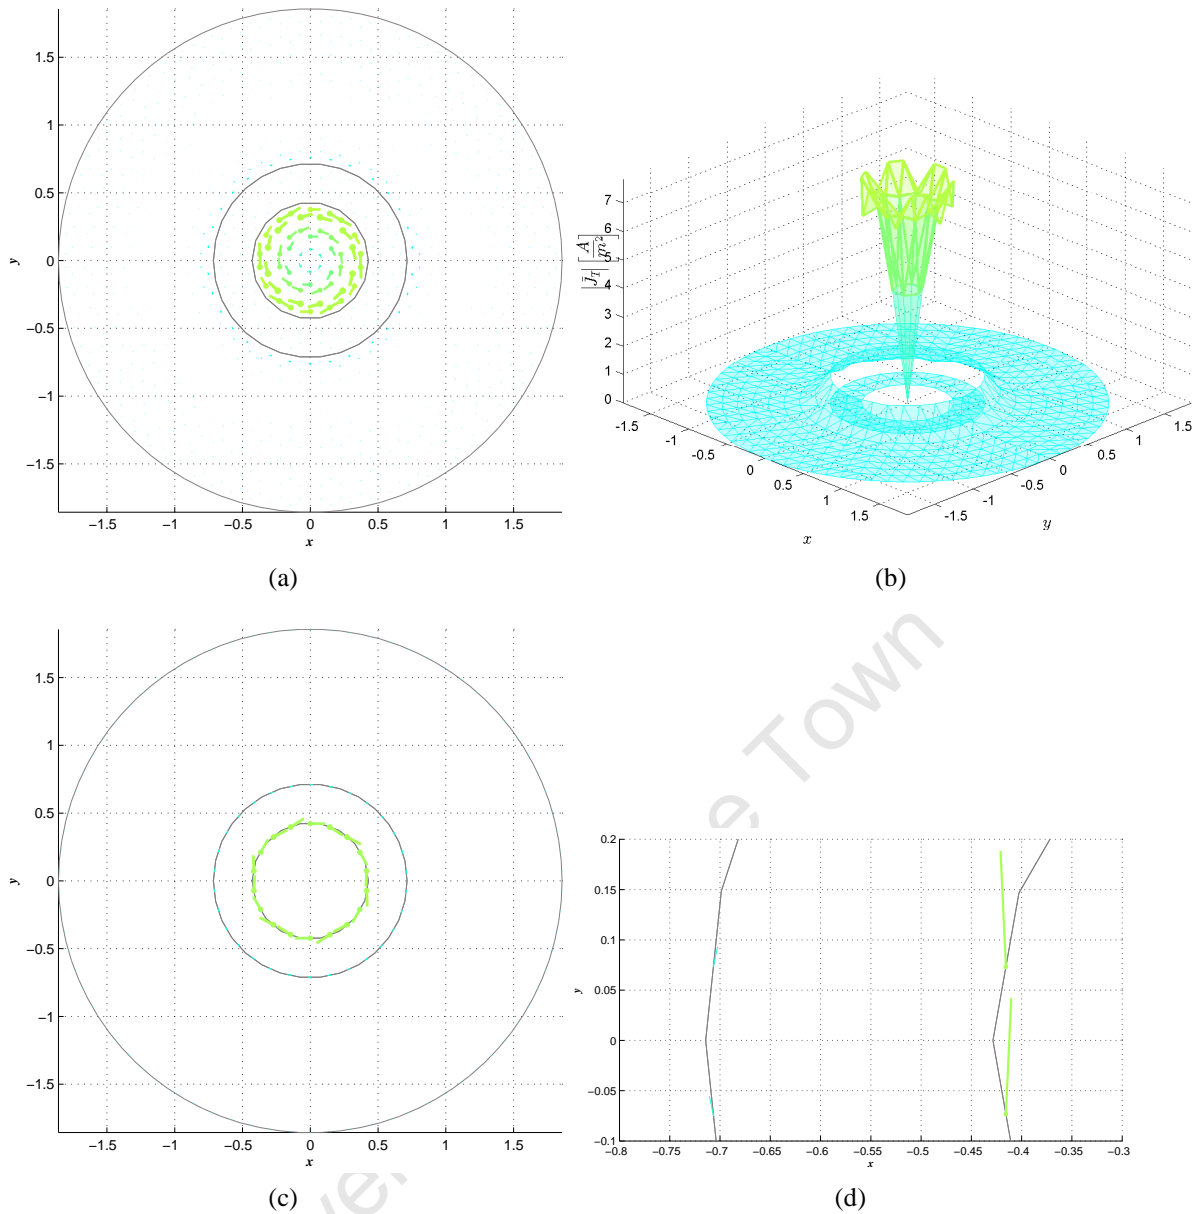 1.5
1
0.5
0
−0.5
−1
−1.5
y
−1.5 −1 −0.5 0 0.5 1 1.5
x
(a)
7
6
5
4
3
2
1
0
|J_T| [A/m²]
-1.5 -1 -0.5 0 0.5 1 1.5
x
-1.5 -1 -0.5 0 0.5 1 1.5
y
(b)
1.5
1
0.5
0
−0.5
−1
−1.5
y
−1.5 −1 −0.5 0 0.5 1 1.5
x
(c)
0.2
0.15
0.1
0.05
0
−0.05
−0.1
y
−0.8 −0.75 −0.7 −0.65 −0.6 −0.55 −0.5 −0.45 −0.4 −0.35 −0.3
x
(d)
e Town